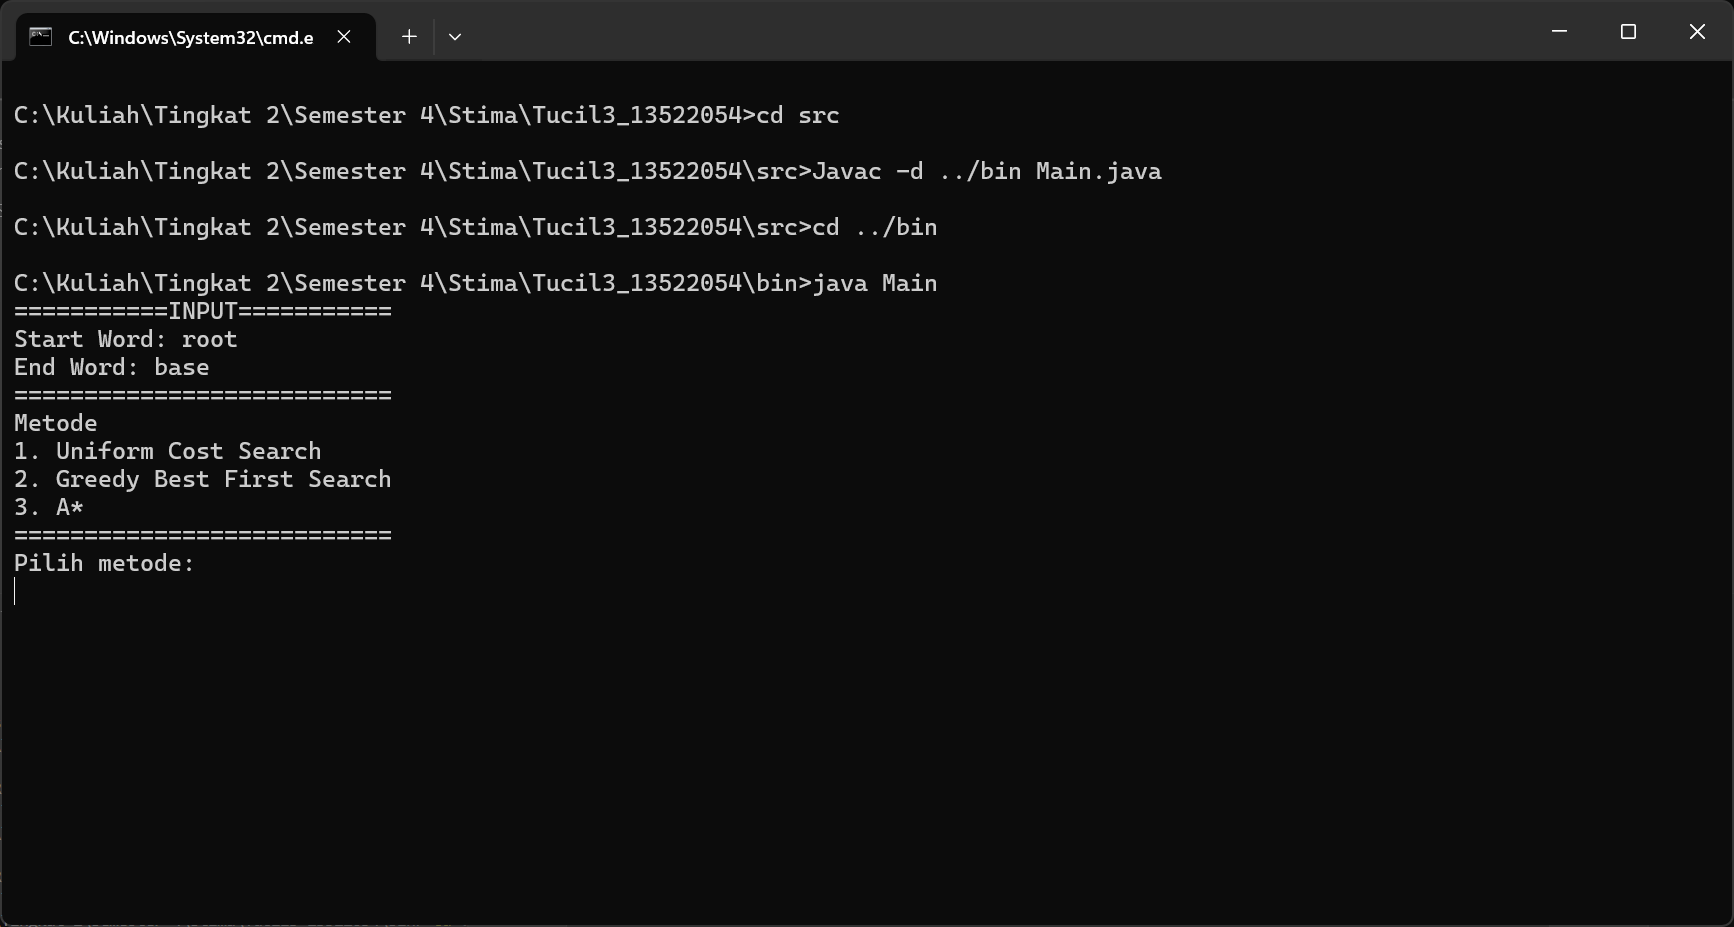 C:\Windows\System32\cmd.e
C:\Kuliah\Tingkat 2\Semester 4\Stima\Tucil3_13522054>cd src
C:\Kuliah\Tingkat 2\Semester 4\Stima\Tucil3_13522054\src>Javac -d ../bin Main.java
C:\Kuliah\Tingkat 2\Semester 4\Stima\Tucil3_13522054\src>cd ../bin
C:\Kuliah\Tingkat 2\Semester 4\Stima\Tucil3_13522054\bin>java Main
===========INPUT===========
Start Word: root
End Word: base
===========================
Metode
1. Uniform Cost Search
2. Greedy Best First Search
3. A*
===========================
Pilih metode: